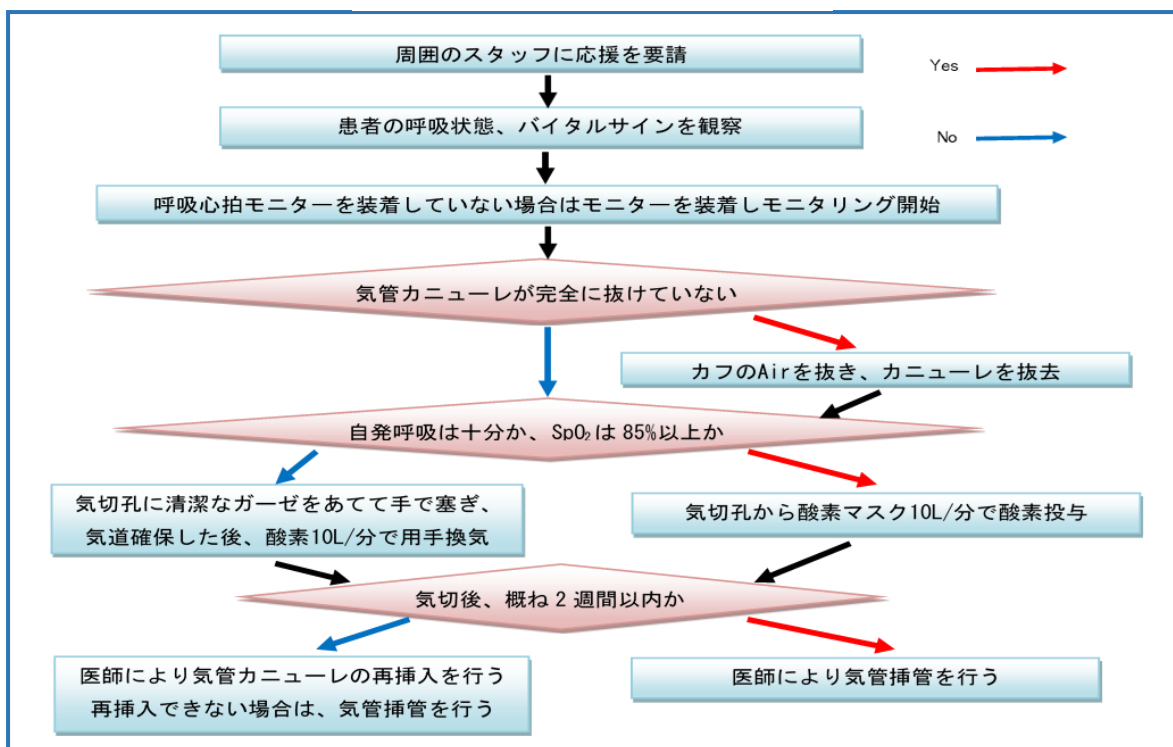 周囲のスタッフに応援を要請
Yes
患者の呼吸状態、バイタルサインを観察
No
呼吸心拍モニターを装着していない場合はモニターを装着しモニタリング開始
気管カニューレが完全に抜けていない
カフのAirを抜き、カニューレを抜去
自発呼吸は十分か、SpO₂は85%以上か
気切孔に清潔なガーゼをあてて手で塞ぎ、
気道確保した後、酸素10L/分で用手換気
気切孔から酸素マスク10L/分で酸素投与
気切後、概ね2週間以内か
医師により気管カニューレの再挿入を行う
再挿入できない場合は、気管挿管を行う
医師により気管挿管を行う